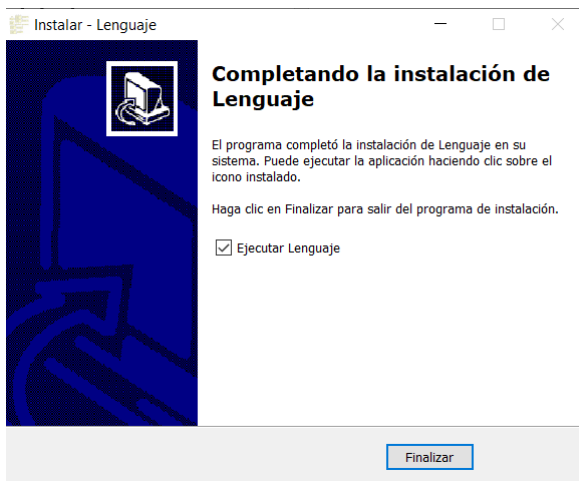 Instalar - Lenguaje
Completando la instalación de
Lenguaje
El programa completó la instalación de Lenguaje en su
sistema. Puede ejecutar la aplicación haciendo clic sobre el
icono instalado.
Haga clic en Finalizar para salir del programa de instalación.
Ejecutar Lenguaje
Finalizar